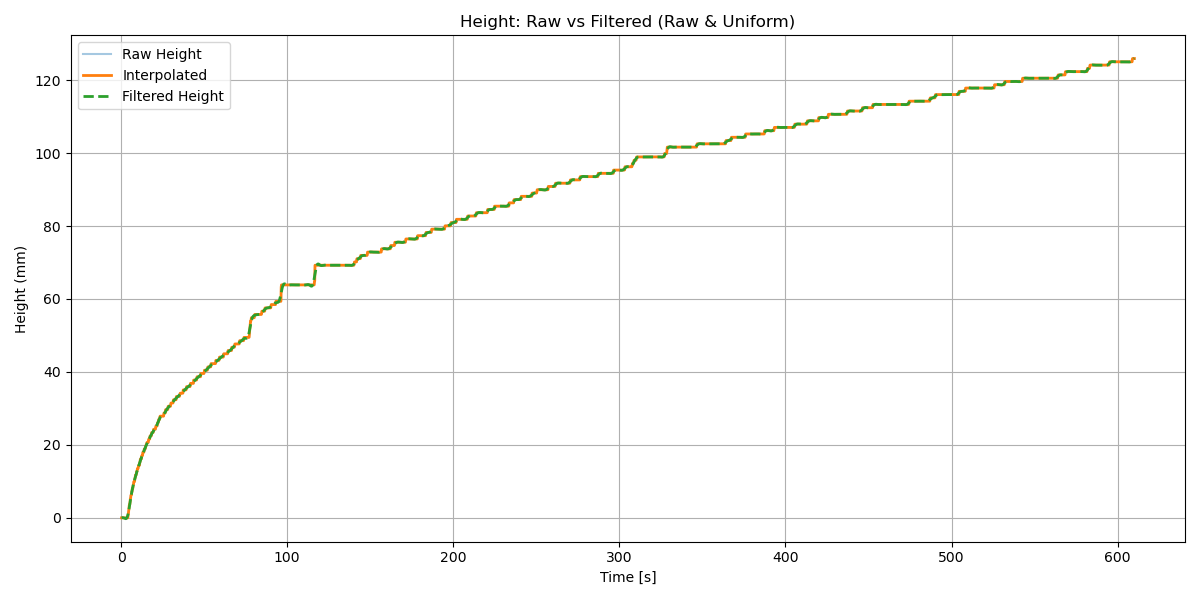 Height: Raw vs Filtered (Raw & Uniform)
Raw Height
Interpolated
Filtered Height
Height (mm)
120
100
80
60
40
20
0
0 100 200 300 400 500 600
Time [s]